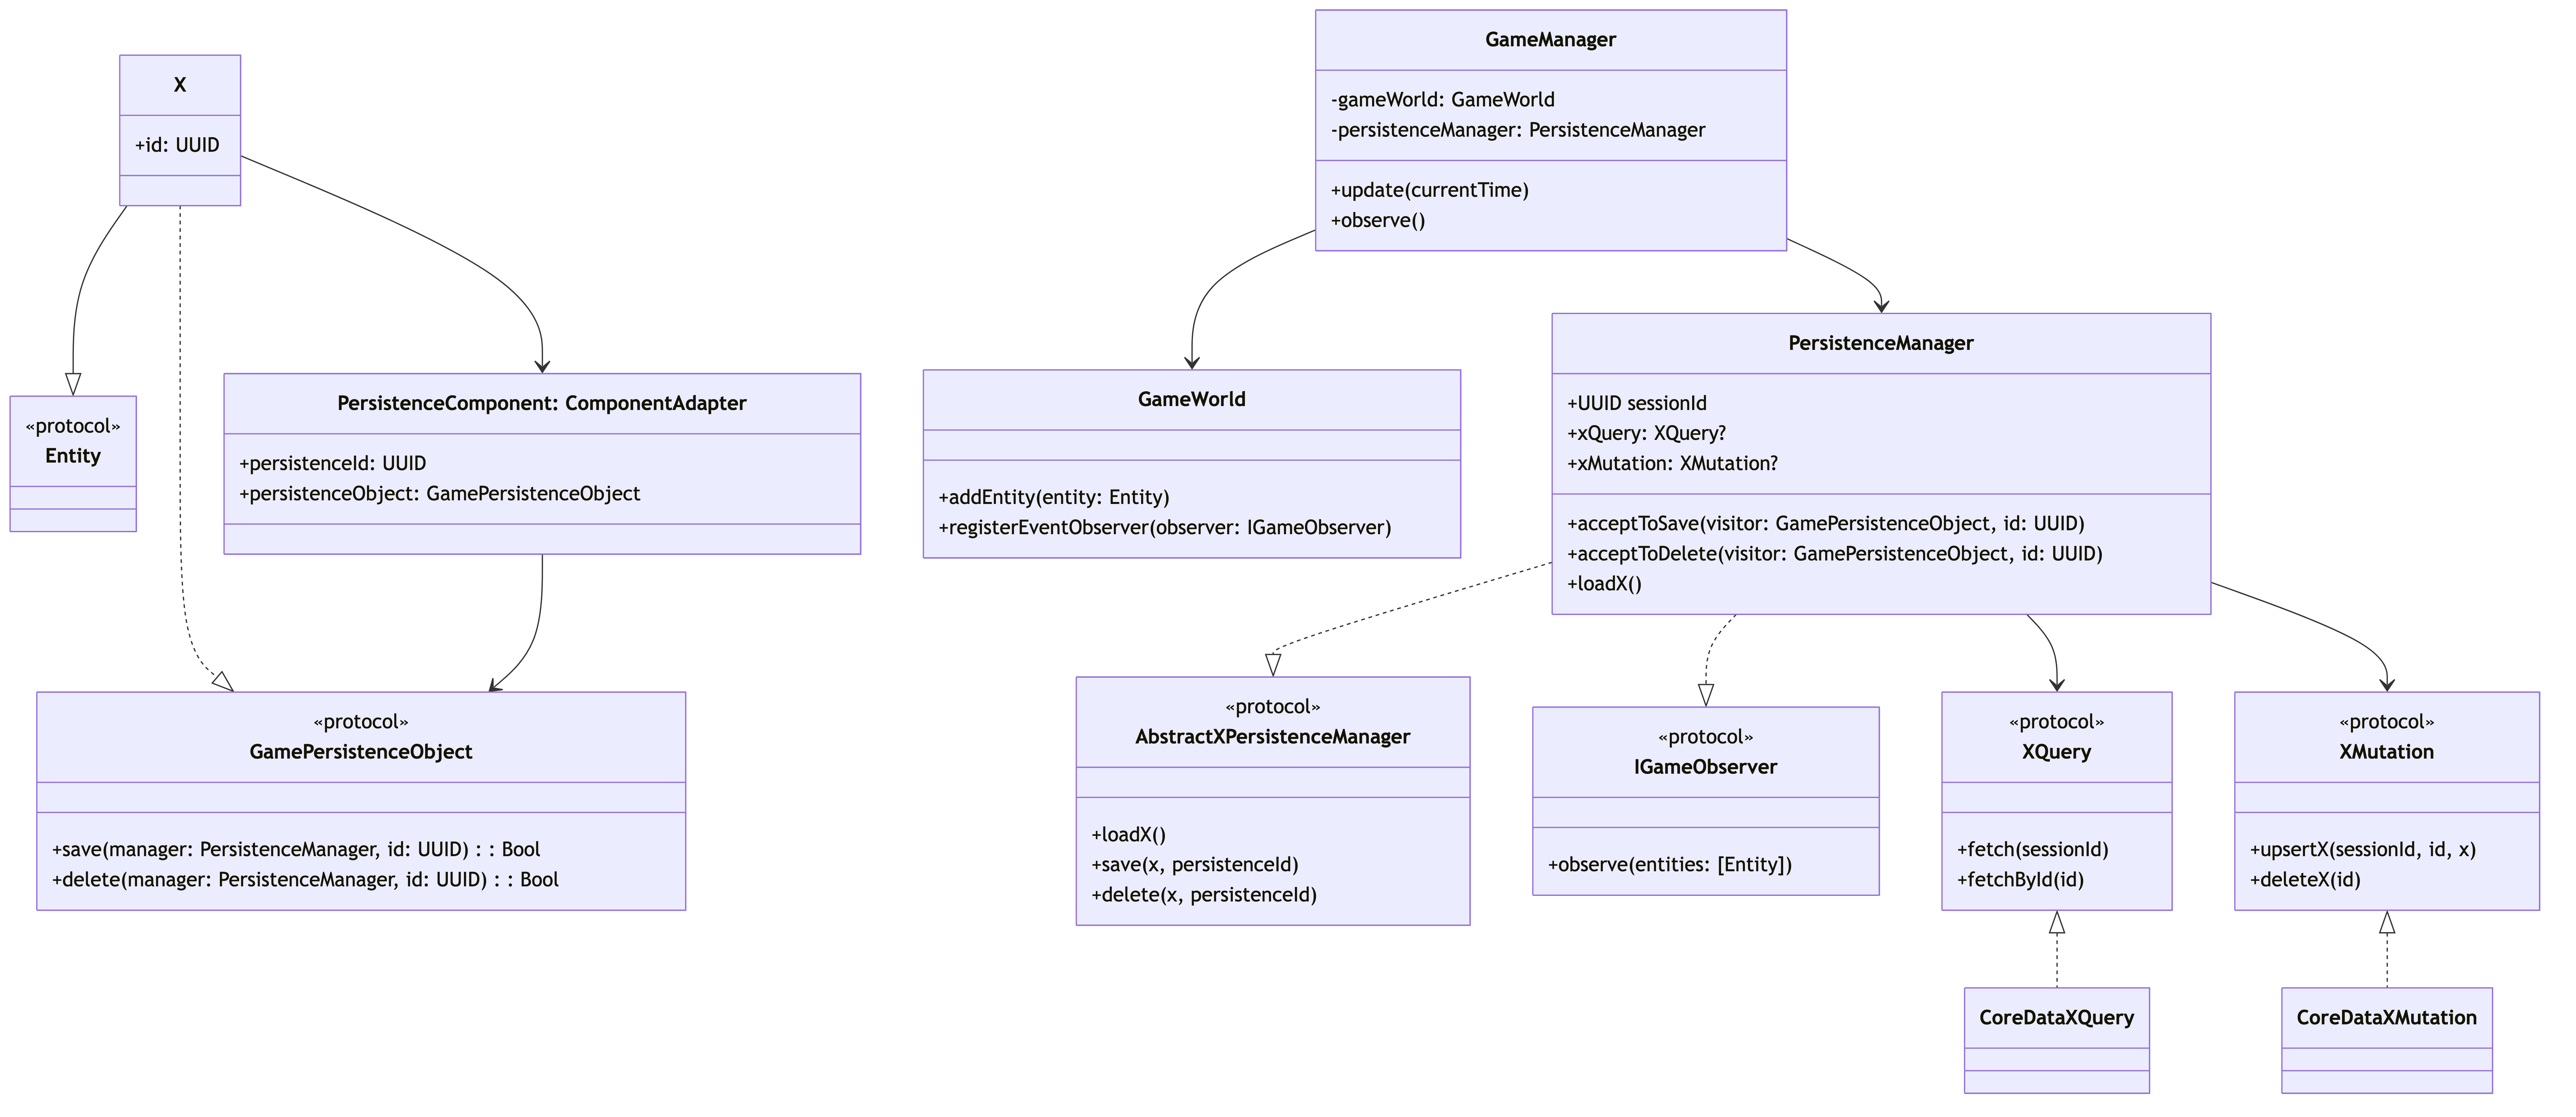 X
+id: UUID
«protocol»
Entity
PersistenceComponent: ComponentAdapter
+persistenceId: UUID
+persistenceObject: GamePersistenceObject
«protocol»
GamePersistenceObject
+save(manager: PersistenceManager, id: UUID) : : Bool
+delete(manager: PersistenceManager, id: UUID) : : Bool
GameManager
-gameWorld: GameWorld
-persistenceManager: PersistenceManager
+update(currentTime)
+observe()
GameWorld
+addEntity(entity: Entity)
+registerEventObserver(observer: IGameObserver)
PersistenceManager
+UUID sessionId
+xQuery: XQuery?
+xMutation: XMutation?
+acceptToSave(visitor: GamePersistenceObject, id: UUID)
+acceptToDelete(visitor: GamePersistenceObject, id: UUID)
+loadX()
«protocol»
AbstractXPersistenceManager
+loadX()
+save(x, persistenceId)
+delete(x, persistenceId)
«protocol»
IGameObserver
+observe(entities: [Entity])
«protocol»
XQuery
+fetch(sessionId)
+fetchById(id)
«protocol»
XMutation
+upsertX(sessionId, id, x)
+deleteX(id)
CoreDataXQuery
CoreDataXMutation